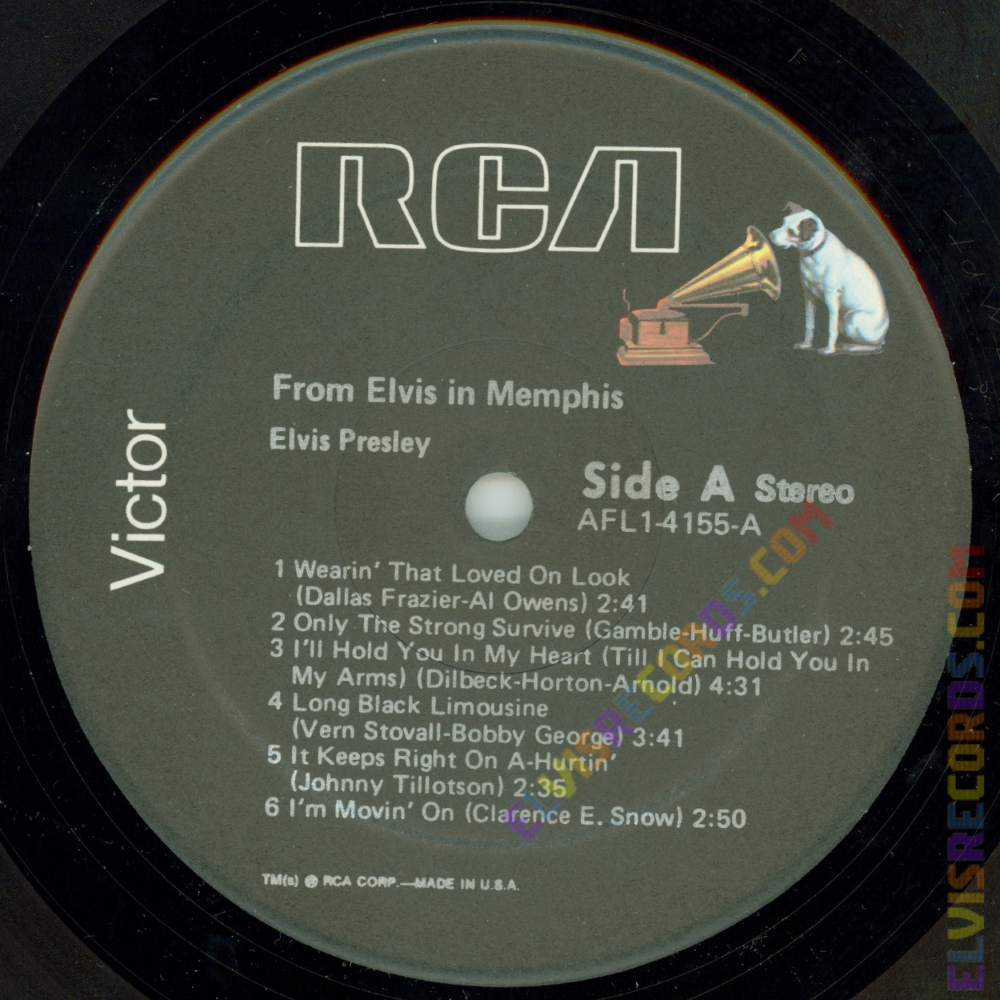 RCA
Victor
From Elvis in Memphis
Elvis Presley
Side A Stereo
AFL1-4155-A
1 Wearin' That Loved On Look
(Dallas Frazier-Al Owens) 2:41
2 Only The Strong Survive (Gamble-Huff-Butler) 2:45
3 I'll Hold You In My Heart (Till I Can Hold You In
My Arms) (Dilbeck-Horton-Arnold) 4:31
4 Long Black Limousine
(Vern Stovall-Bobby George) 3:41
5 It Keeps Right On A-Hurtin'
(Johnny Tillotson) 2:35
6 I'm Movin' On (Clarence E. Snow) 2:50
TM(s) ® RCA CORP.—MADE IN U.S.A.
ELVISRECORDS.COM
ELVISRECORDS.COM